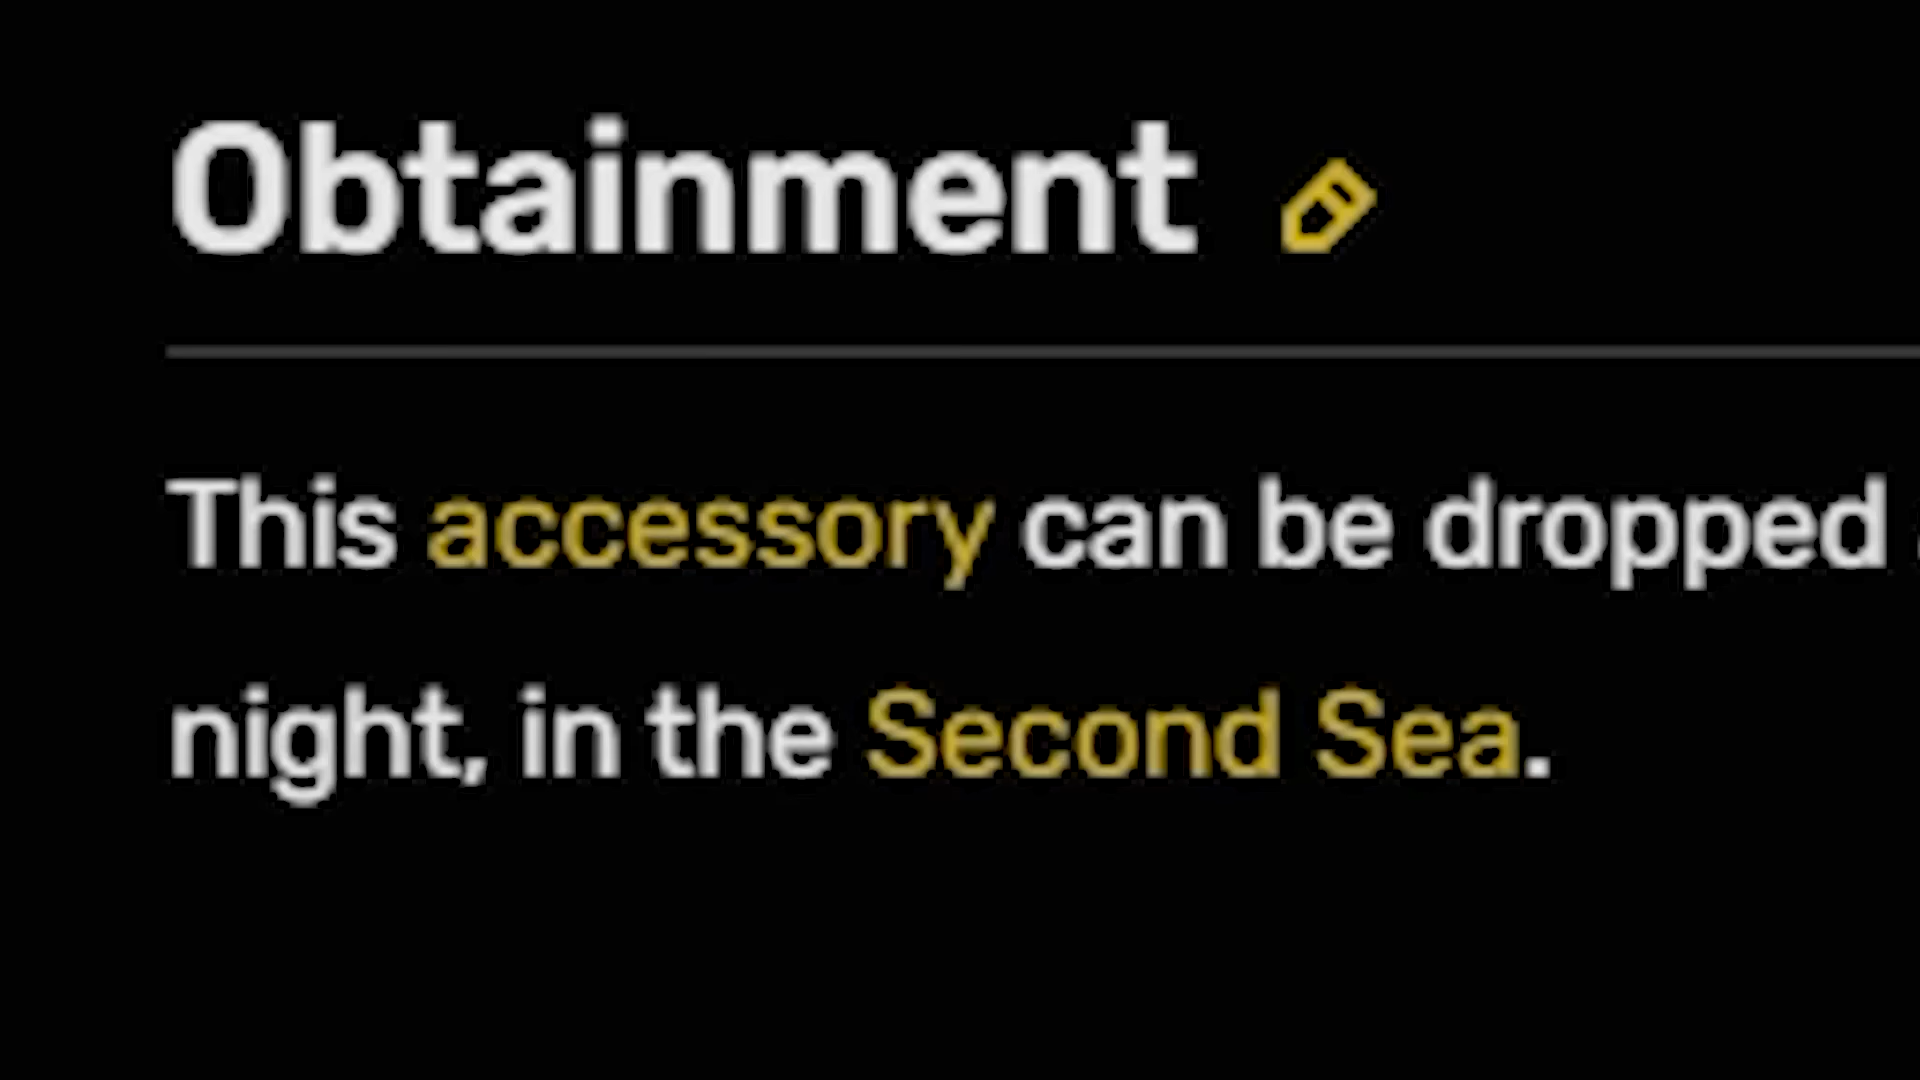 Obtainment
This accessory can be dropped
night, in the Second Sea.